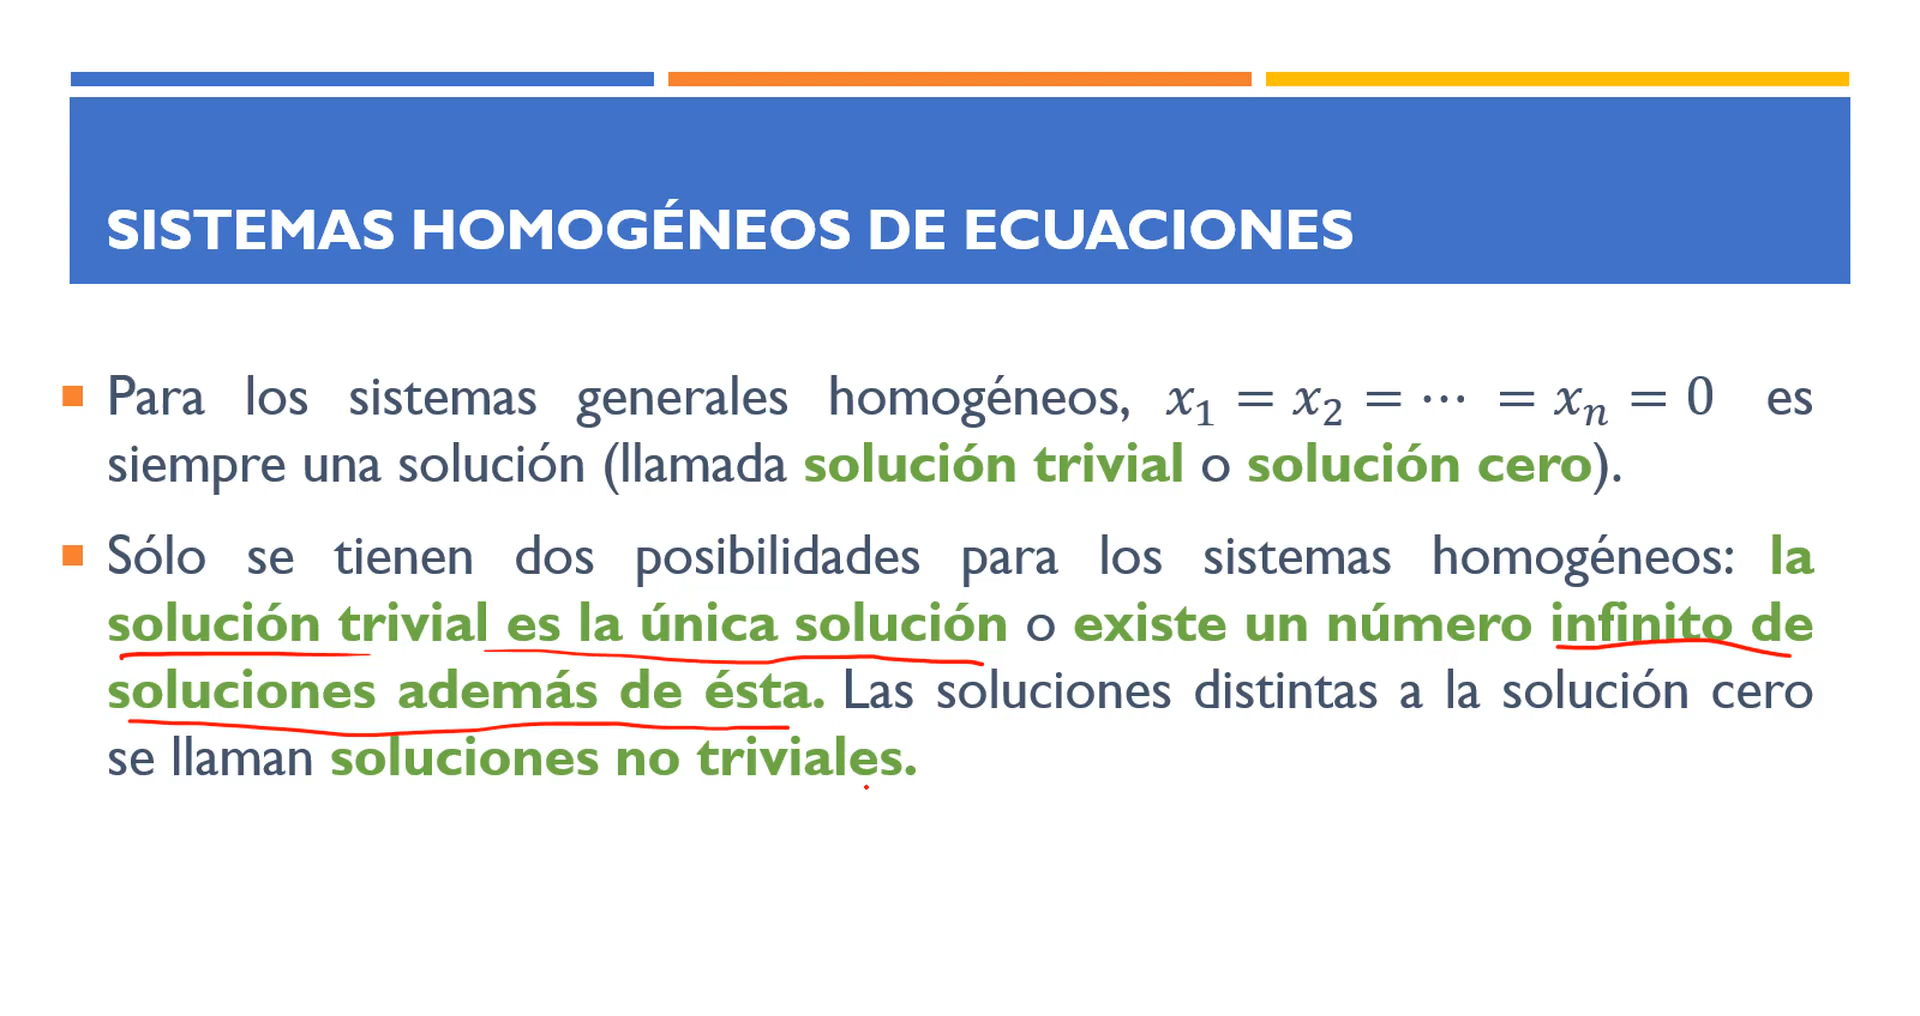 SISTEMAS HOMOGÉNEOS DE ECUACIONES
Para los sistemas generales homogéneos, x₁ = x₂ = ⋯ = xₙ = 0 es
siempre una solución (llamada solución trivial o solución cero).
Sólo se tienen dos posibilidades para los sistemas homogéneos: la
solución trivial es la única solución o existe un número infinito de
soluciones además de ésta. Las soluciones distintas a la solución cero
se llaman soluciones no triviales.